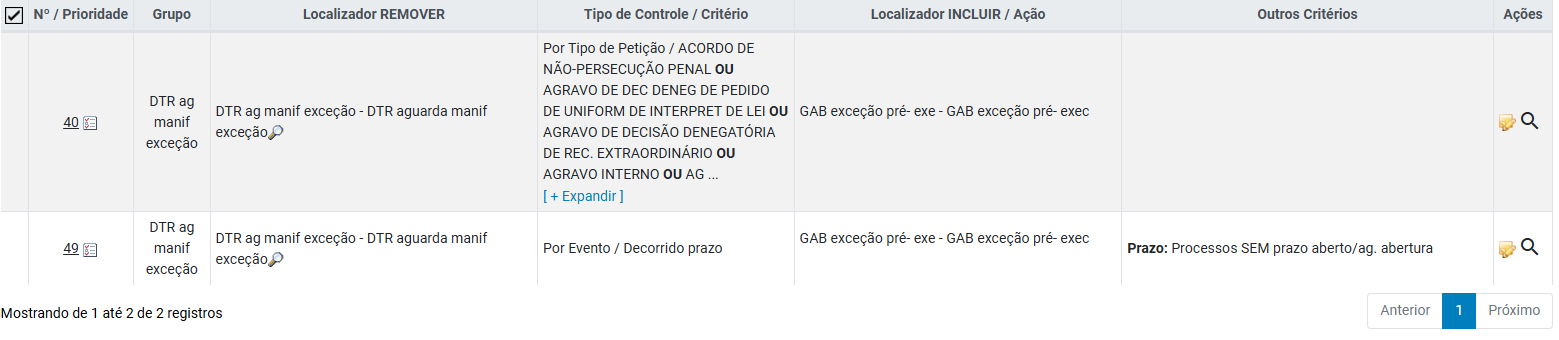 Nº / Prioridade Grupo Localizador REMOVER Tipo de Controle / Critério Localizador INCLUIR / Ação Outros Critérios Ações
40
DTR ag
manif
exceção
DTR ag manif exceção - DTR aguarda manif
exceção
Por Tipo de Petição / ACORDO DE
NÃO-PERSECUÇÃO PENAL OU
AGRAVO DE DEC DENEG DE PEDIDO
DE UNIFORM DE INTERPRET DE LEI OU
AGRAVO DE DECISÃO DENEGATÓRIA
DE REC. EXTRAORDINÁRIO OU
AGRAVO INTERNO OU AG ...
[ + Expandir ]
GAB exceção pré- exe - GAB exceção pré- exec
49
DTR ag
manif
exceção
DTR ag manif exceção - DTR aguarda manif
exceção
Por Evento / Decorrido prazo
GAB exceção pré- exe - GAB exceção pré- exec
Prazo: Processos SEM prazo aberto/ag. abertura
Mostrando de 1 até 2 de 2 registros
Anterior 1 Próximo